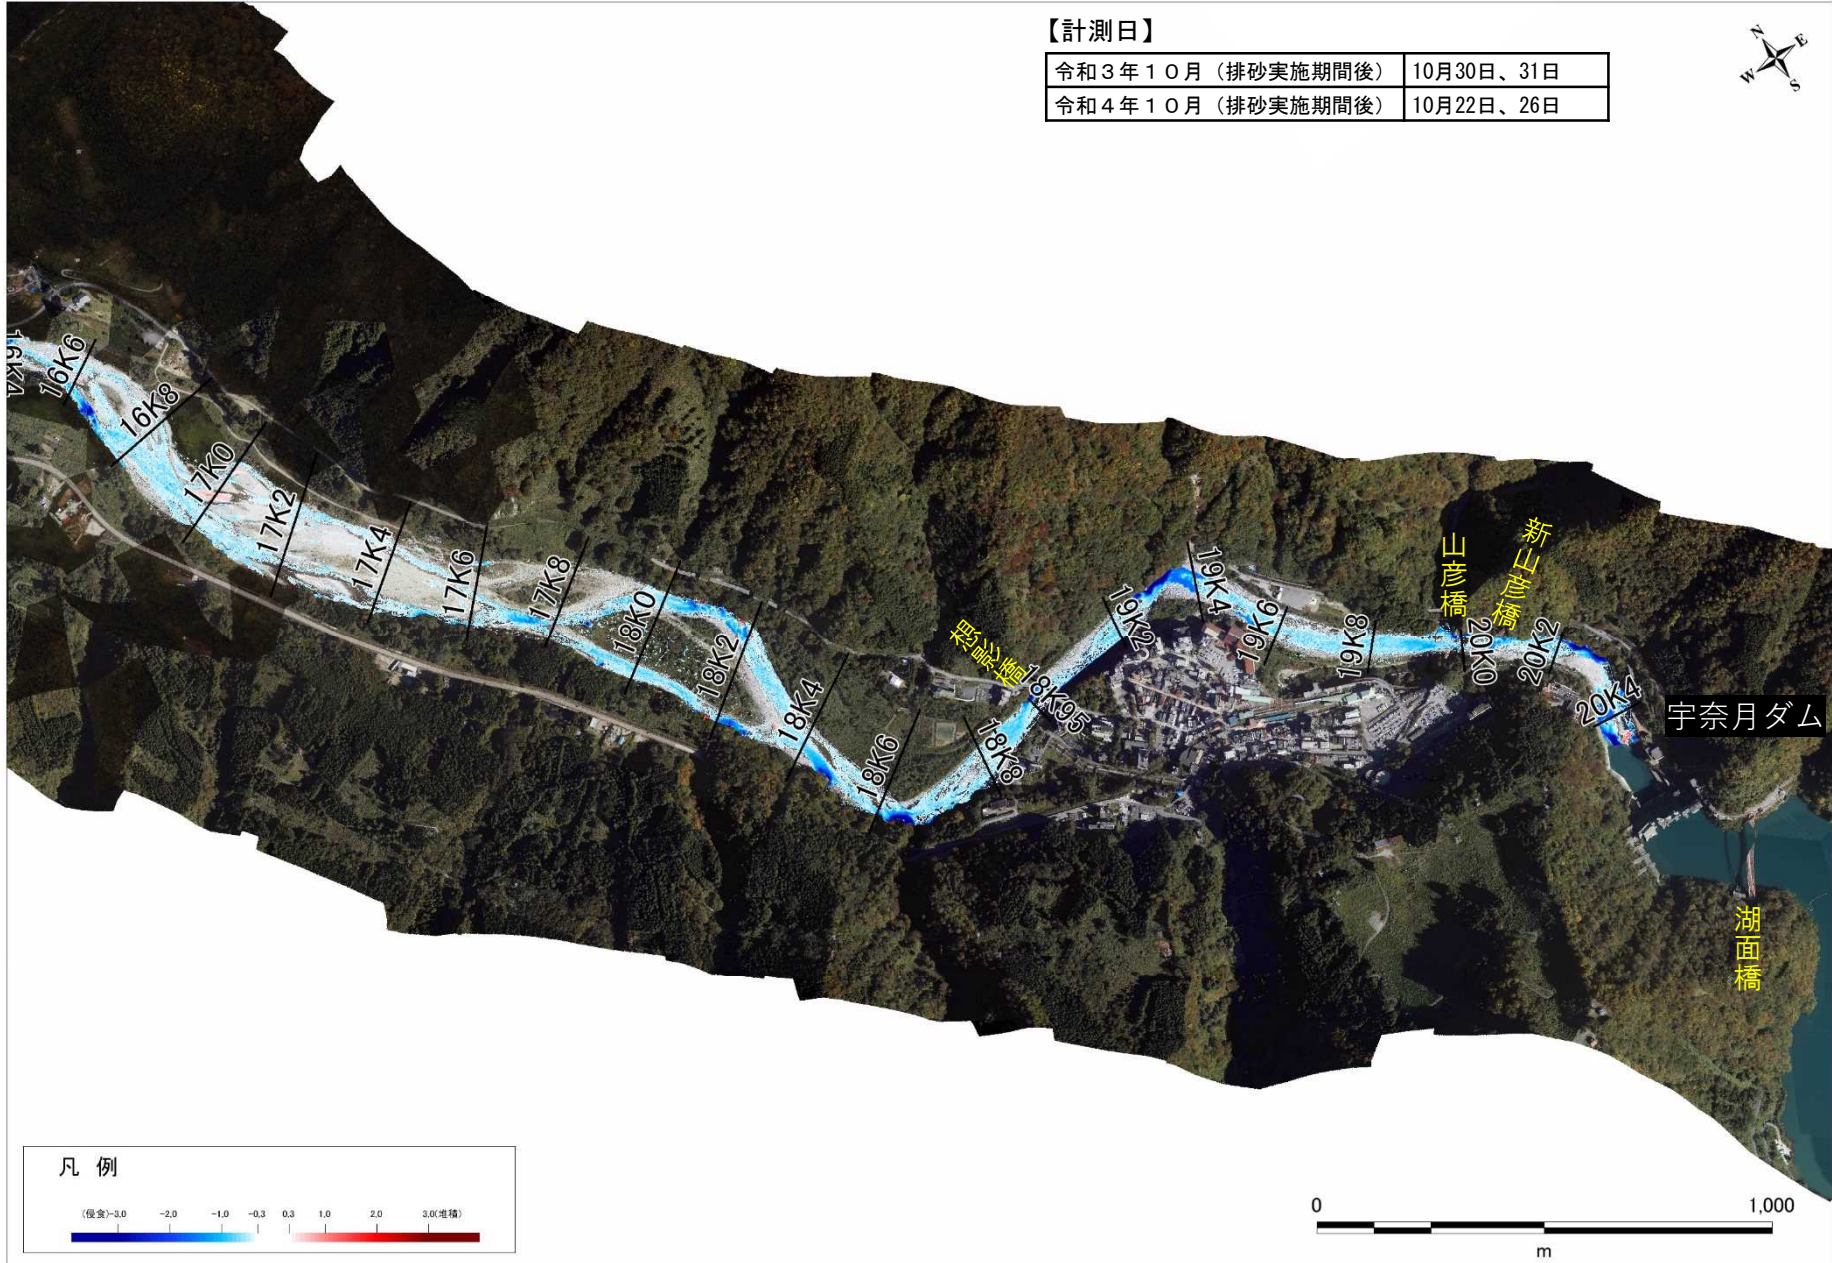 【計測日】
令和3年10月（排砂実施期間後） 10月30日、31日
令和4年10月（排砂実施期間後） 10月22日、26日
N
E
W
S
16K4
16K6
16K8
17K0
17K2
17K4
17K6
17K8
18K0
18K2
18K4
18K6
18K8
18K95
想影橋
19K2
19K4
19K6
19K8
山彦橋
20K0
新山彦橋
20K2
20K4
宇奈月ダム
湖面橋
凡 例
(侵食)-3.0 -2.0 -1.0 -0.3 0.3 1.0 2.0 3.0(堆積)
0 1,000
m